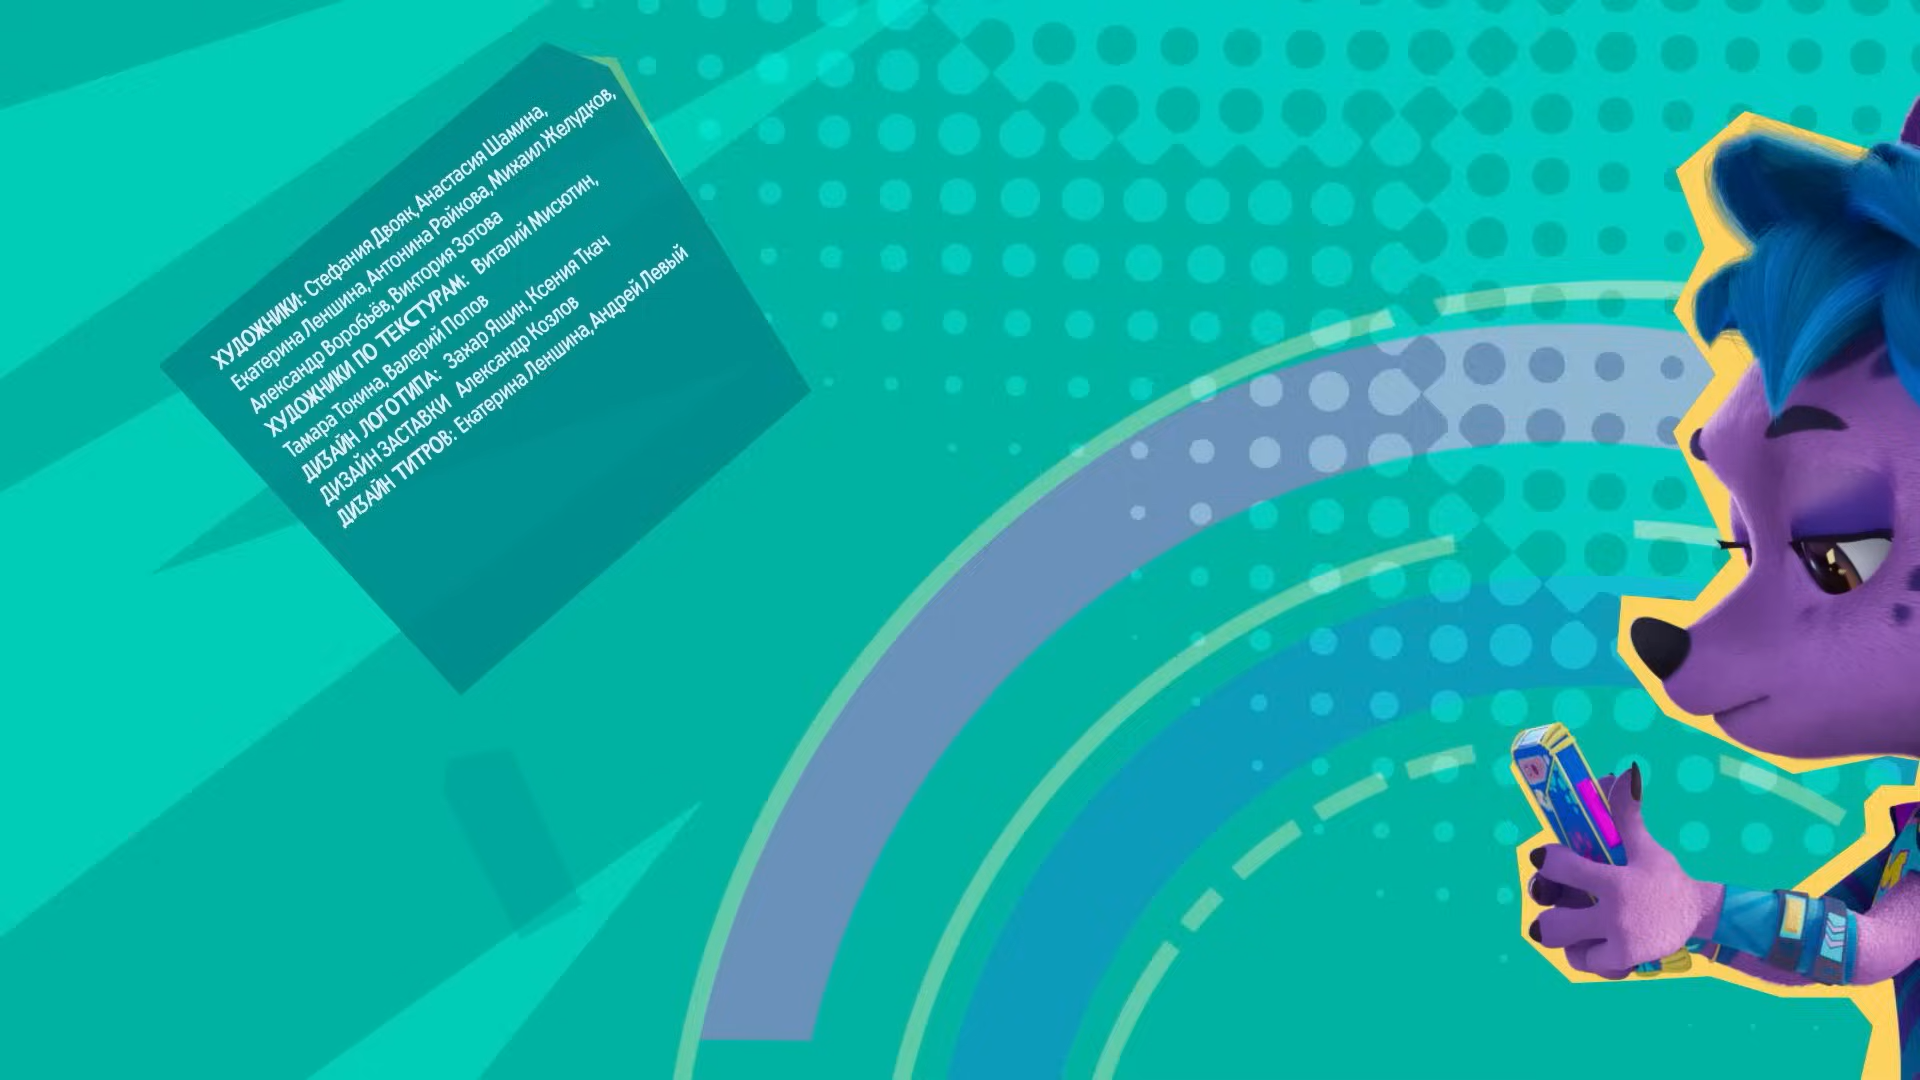 ХУДОЖНИКИ: Стефания Двояк, Анастасия Шамина,
Екатерина Леншина, Антонина Райкова, Михаил Желудков,
Александр Воробьёв, Виктория Зотова
ХУДОЖНИКИ ПО ТЕКСТУРАМ: Виталий Мисютин,
Тамара Токина, Валерий Попов
ДИЗАЙН ЛОГОТИПА: Захар Ящин, Ксения Ткач
ДИЗАЙН ЗАСТАВКИ Александр Козлов
ДИЗАЙН ТИТРОВ: Екатерина Леншина, Андрей Левый